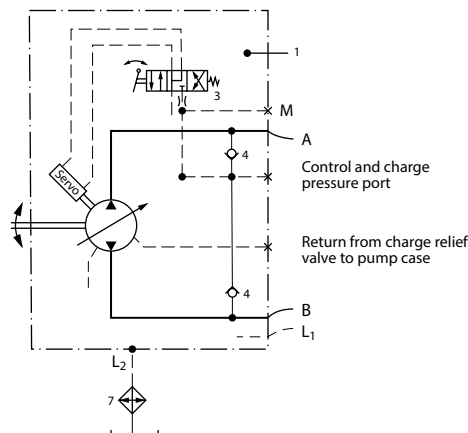 1
3
M
A
4
Control and charge
pressure port
Servo
Return from charge relief
valve to pump case
4
B
L₁
L₂
7